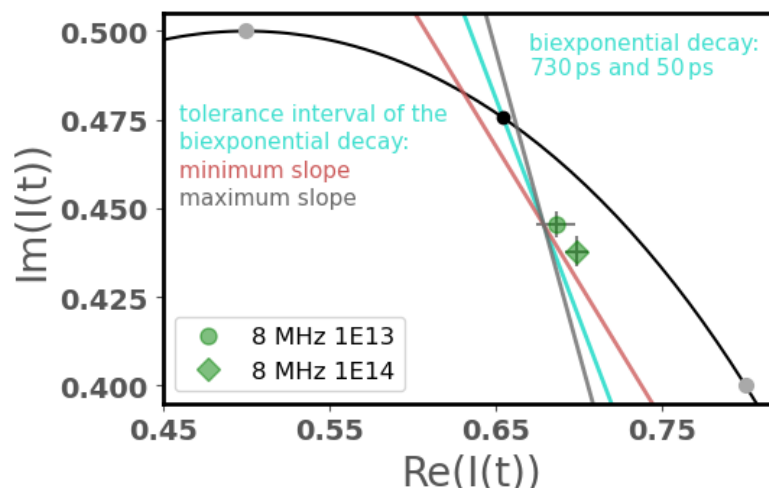 0.500
0.475
0.450
0.425
0.400
Im(I(t))
biexponential decay:
730 ps and 50 ps
tolerance interval of the
biexponential decay:
minimum slope
maximum slope
8 MHz 1E13
8 MHz 1E14
0.45 0.55 0.65 0.75
Re(I(t))